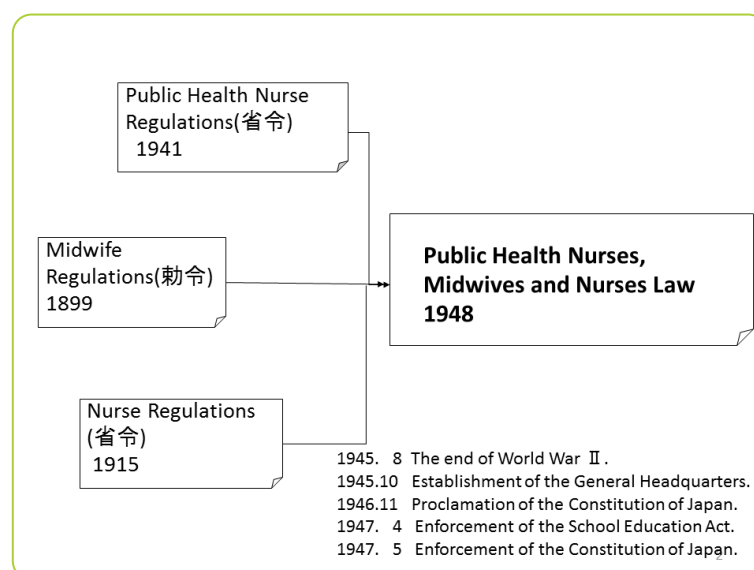 Public Health Nurse
Regulations(省令)
1941
Midwife
Regulations(勅令)
1899
Nurse Regulations
(省令)
1915
Public Health Nurses,
Midwives and Nurses Law
1948
1945. 8 The end of World War Ⅱ.
1945.10 Establishment of the General Headquarters.
1946.11 Proclamation of the Constitution of Japan.
1947. 4 Enforcement of the School Education Act.
1947. 5 Enforcement of the Constitution of Japan.
2